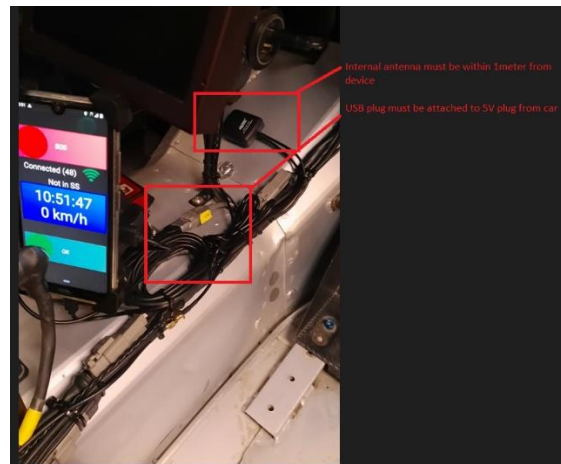 Internal antenna must be within 1meter from
device
USB plug must be attached to 5V plug from car
SOS
Connected (48)
Not in SS
10:51:47
0 km/h
OK